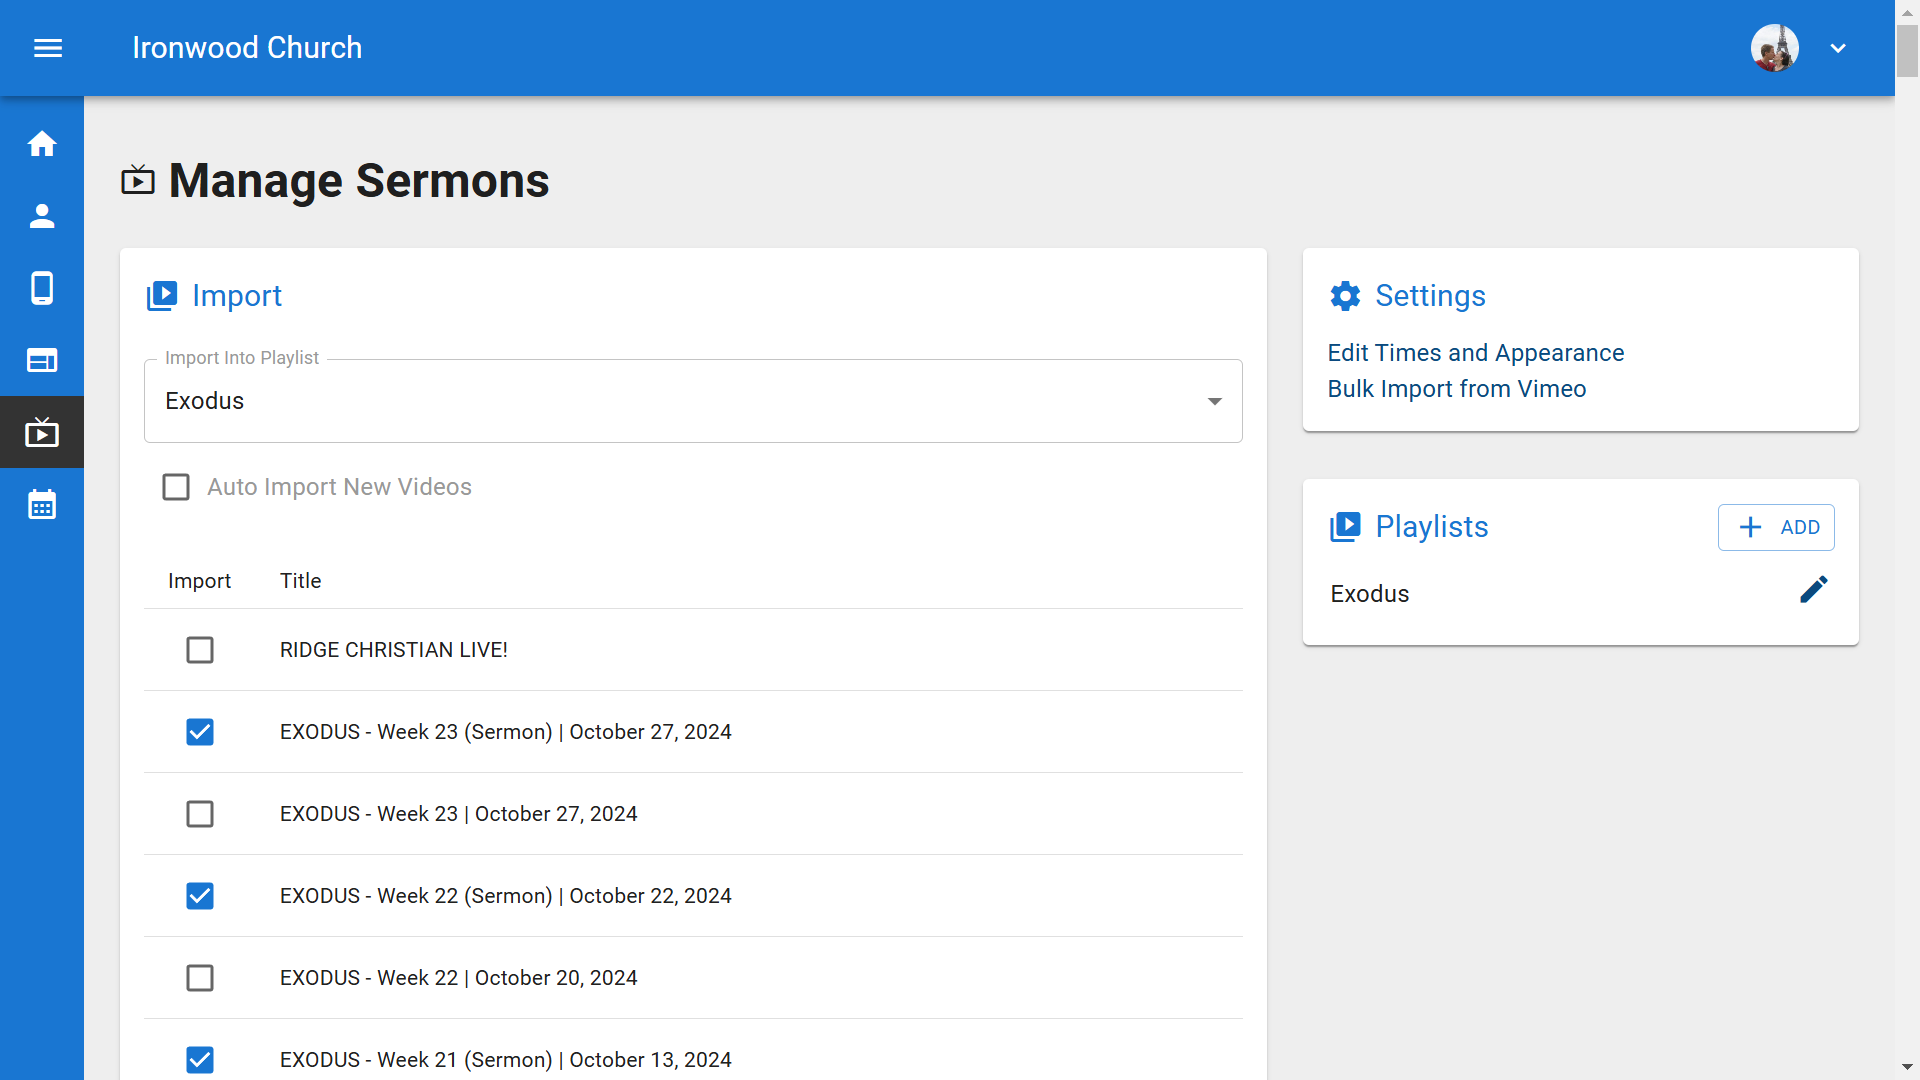 Ironwood Church
Manage Sermons
Import
Import Into Playlist
Exodus
Auto Import New Videos
Import Title
RIDGE CHRISTIAN LIVE!
EXODUS - Week 23 (Sermon) | October 27, 2024
EXODUS - Week 23 | October 27, 2024
EXODUS - Week 22 (Sermon) | October 22, 2024
EXODUS - Week 22 | October 20, 2024
EXODUS - Week 21 (Sermon) | October 13, 2024
Settings
Edit Times and Appearance
Bulk Import from Vimeo
Playlists
ADD
Exodus